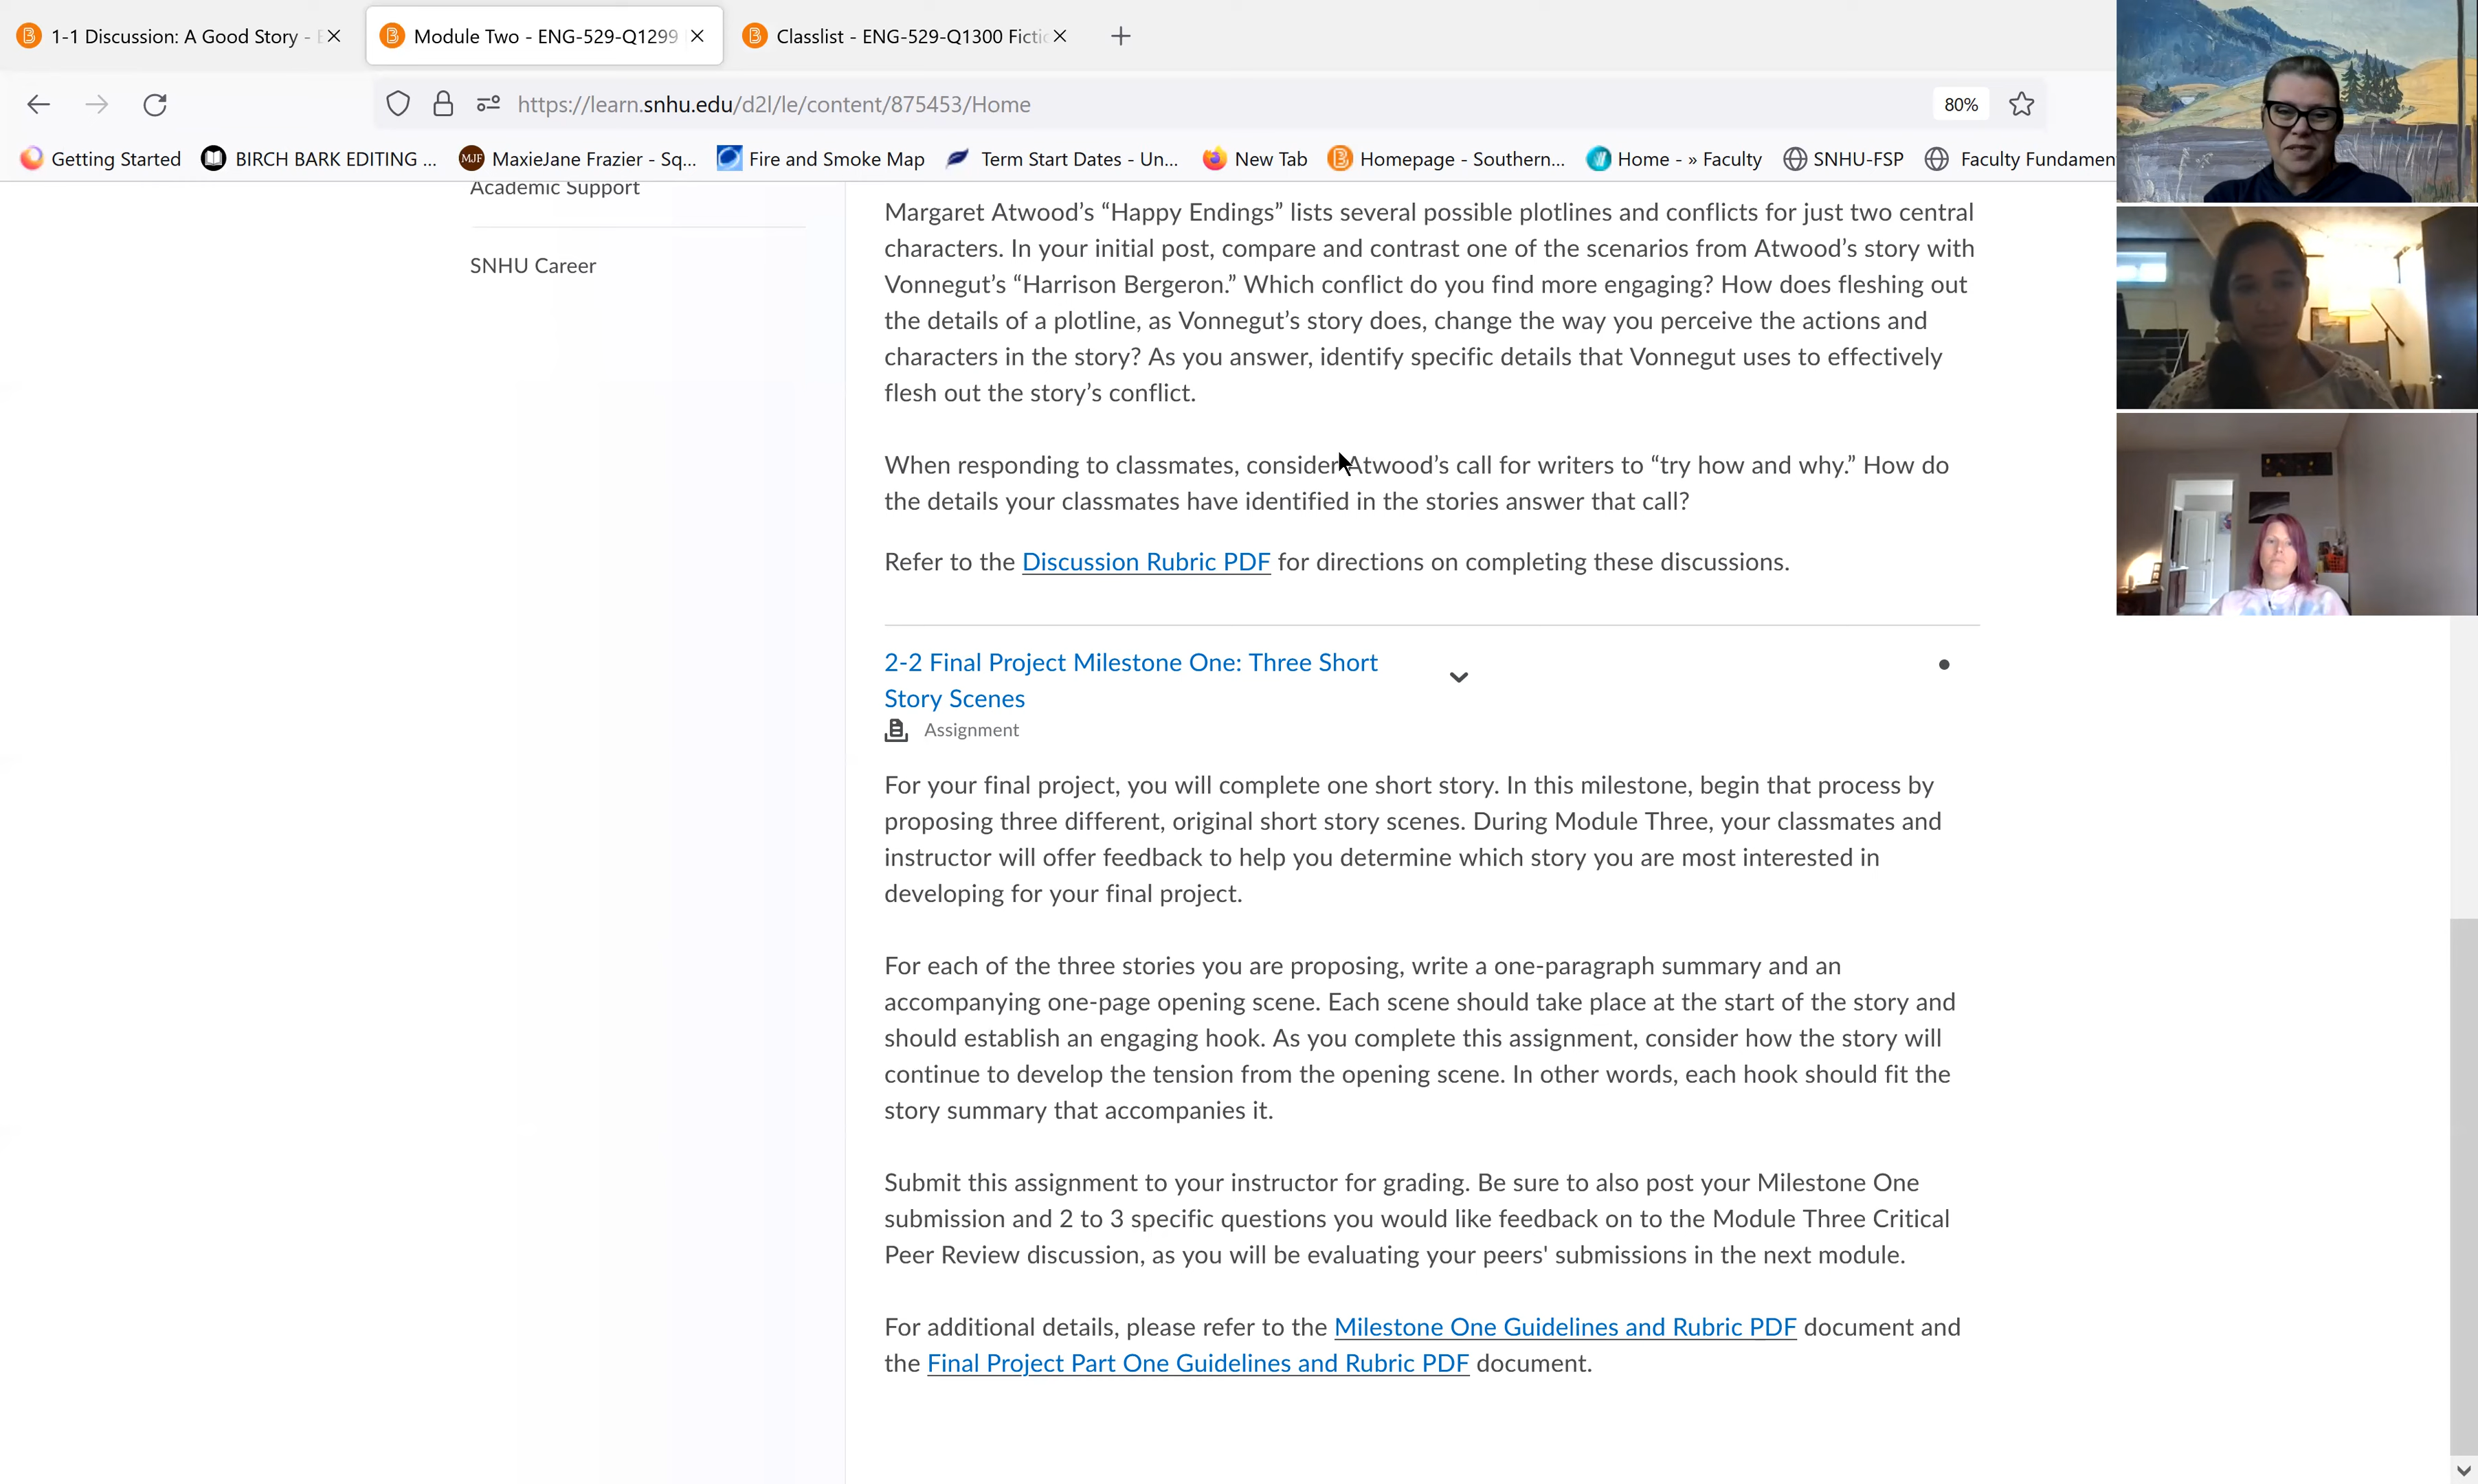 1-1 Discussion: A Good Story -
Module Two - ENG-529-Q1299
Classlist - ENG-529-Q1300 Fictio
https://learn.snhu.edu/d2l/le/content/875453/Home
80%
Getting Started
BIRCH BARK EDITING ...
MJF
MaxieJane Frazier - Sq...
Fire and Smoke Map
Term Start Dates - Un...
New Tab
Homepage - Southern...
Home - » Faculty
SNHU-FSP
Faculty Fundamen
Academic Support
SNHU Career
Margaret Atwood’s “Happy Endings” lists several possible plotlines and conflicts for just two central
characters. In your initial post, compare and contrast one of the scenarios from Atwood’s story with
Vonnegut’s “Harrison Bergeron.” Which conflict do you find more engaging? How does fleshing out
the details of a plotline, as Vonnegut’s story does, change the way you perceive the actions and
characters in the story? As you answer, identify specific details that Vonnegut uses to effectively
flesh out the story’s conflict.
When responding to classmates, consider Atwood’s call for writers to “try how and why.” How do
the details your classmates have identified in the stories answer that call?
Refer to the Discussion Rubric PDF for directions on completing these discussions.
2-2 Final Project Milestone One: Three Short
Story Scenes
Assignment
For your final project, you will complete one short story. In this milestone, begin that process by
proposing three different, original short story scenes. During Module Three, your classmates and
instructor will offer feedback to help you determine which story you are most interested in
developing for your final project.
For each of the three stories you are proposing, write a one-paragraph summary and an
accompanying one-page opening scene. Each scene should take place at the start of the story and
should establish an engaging hook. As you complete this assignment, consider how the story will
continue to develop the tension from the opening scene. In other words, each hook should fit the
story summary that accompanies it.
Submit this assignment to your instructor for grading. Be sure to also post your Milestone One
submission and 2 to 3 specific questions you would like feedback on to the Module Three Critical
Peer Review discussion, as you will be evaluating your peers' submissions in the next module.
For additional details, please refer to the Milestone One Guidelines and Rubric PDF document and
the Final Project Part One Guidelines and Rubric PDF document.